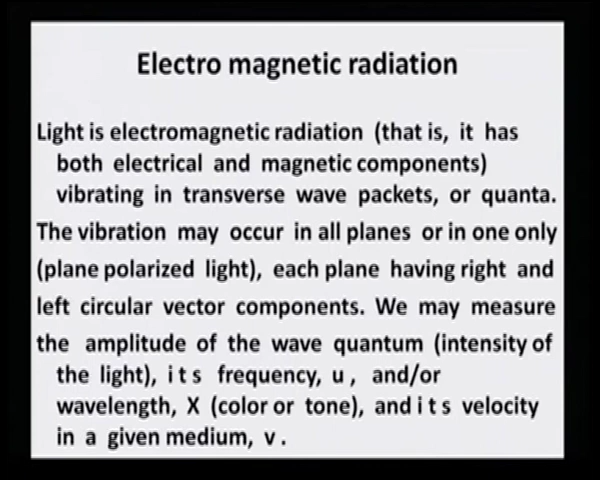 Electro magnetic radiation
Light is electromagnetic radiation (that is, it has
both electrical and magnetic components)
vibrating in transverse wave packets, or quanta.
The vibration may occur in all planes or in one only
(plane polarized light), each plane having right and
left circular vector components. We may measure
the amplitude of the wave quantum (intensity of
the light), i t s frequency, u , and/or
wavelength, X (color or tone), and i t s velocity
in a given medium, v .